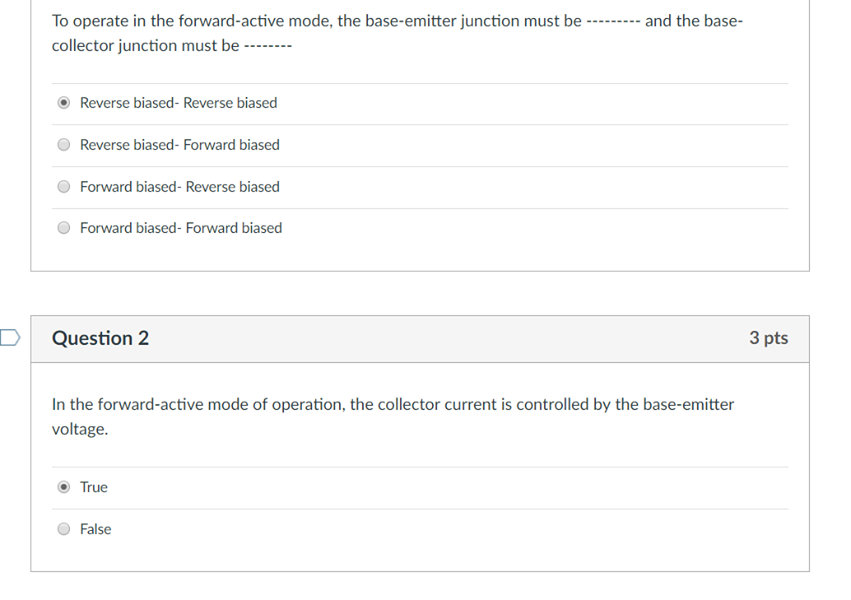 To operate in the forward-active mode, the base-emitter junction must be --------- and the base-
collector junction must be --------
Reverse biased- Reverse biased
Reverse biased- Forward biased
Forward biased- Reverse biased
Forward biased- Forward biased
Question 2 3 pts
In the forward-active mode of operation, the collector current is controlled by the base-emitter
voltage.
True
False